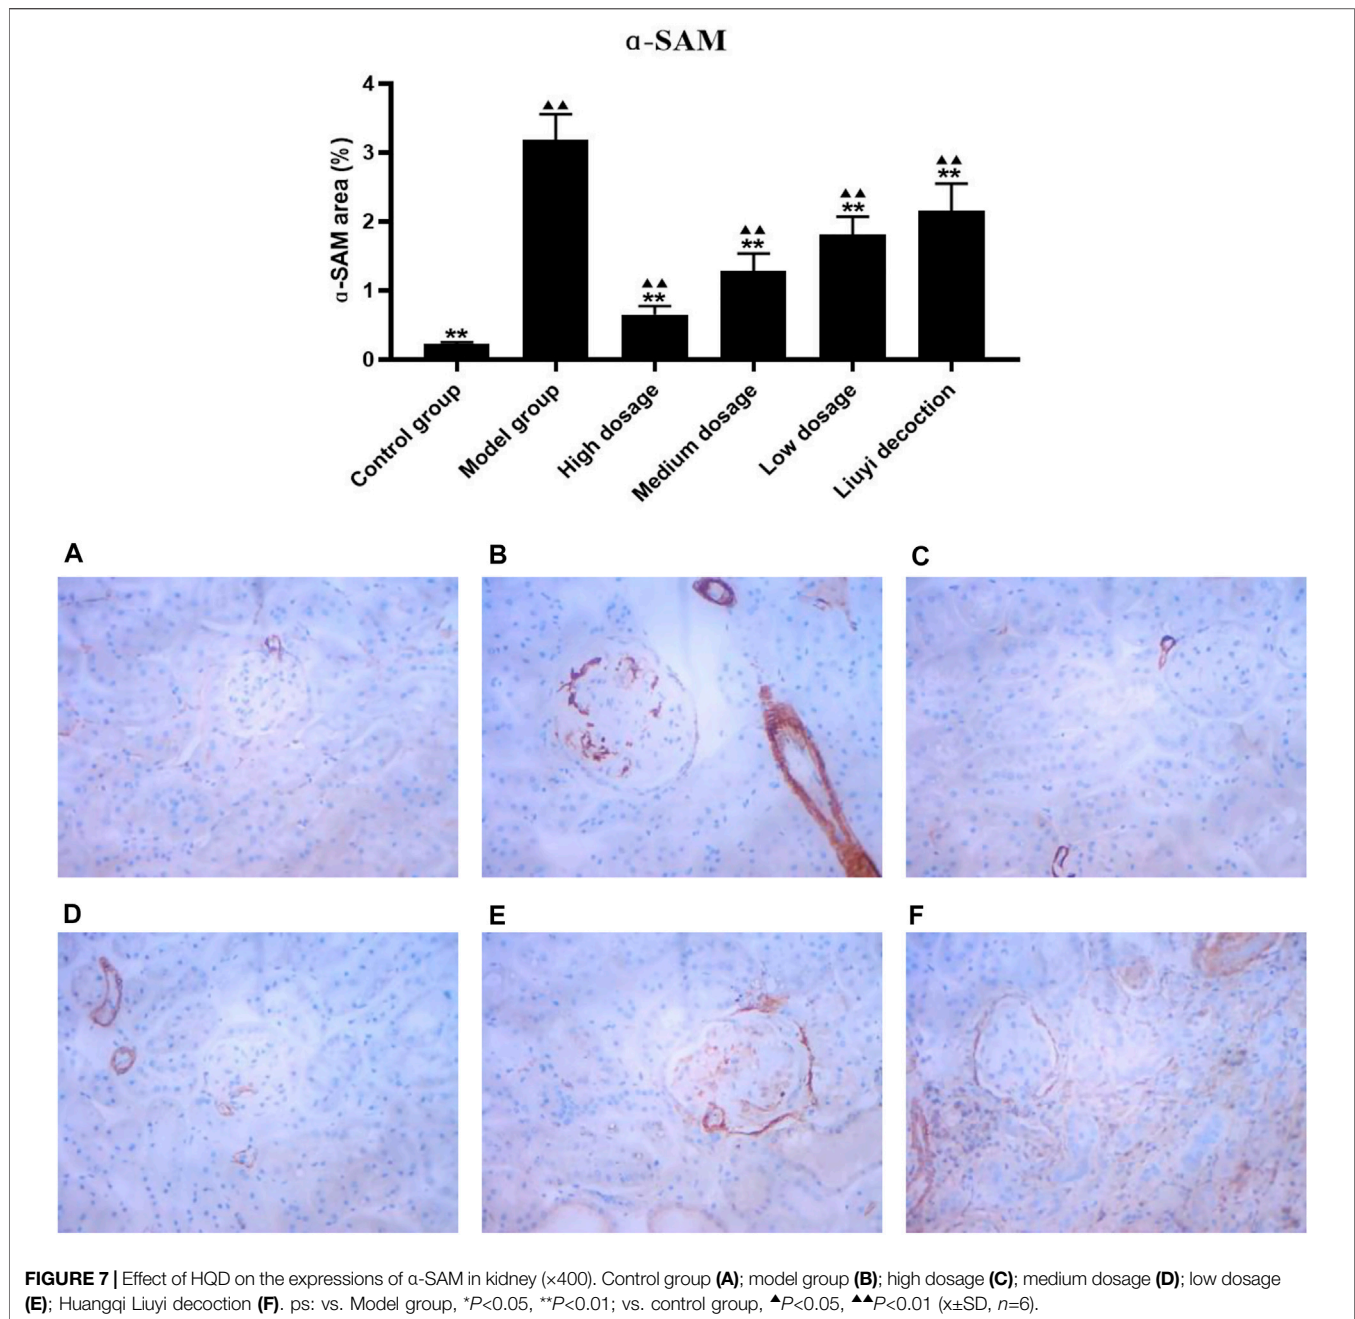 α-SAM
4
3
2
1
0
α-SAM area (%)
▲▲
▲▲
▲▲
▲▲
▲▲
**
**
**
**
**
Control group
Model group
High dosage
Medium dosage
Low dosage
Liuyi decoction
A
B
C
D
E
F
FIGURE 7 | Effect of HQD on the expressions of α-SAM in kidney (×400). Control group (A); model group (B); high dosage (C); medium dosage (D); low dosage
(E); Huangqi Liuyi decoction (F). ps: vs. Model group, *P<0.05, **P<0.01; vs. control group, ▲P<0.05, ▲▲P<0.01 (x±SD, n=6).